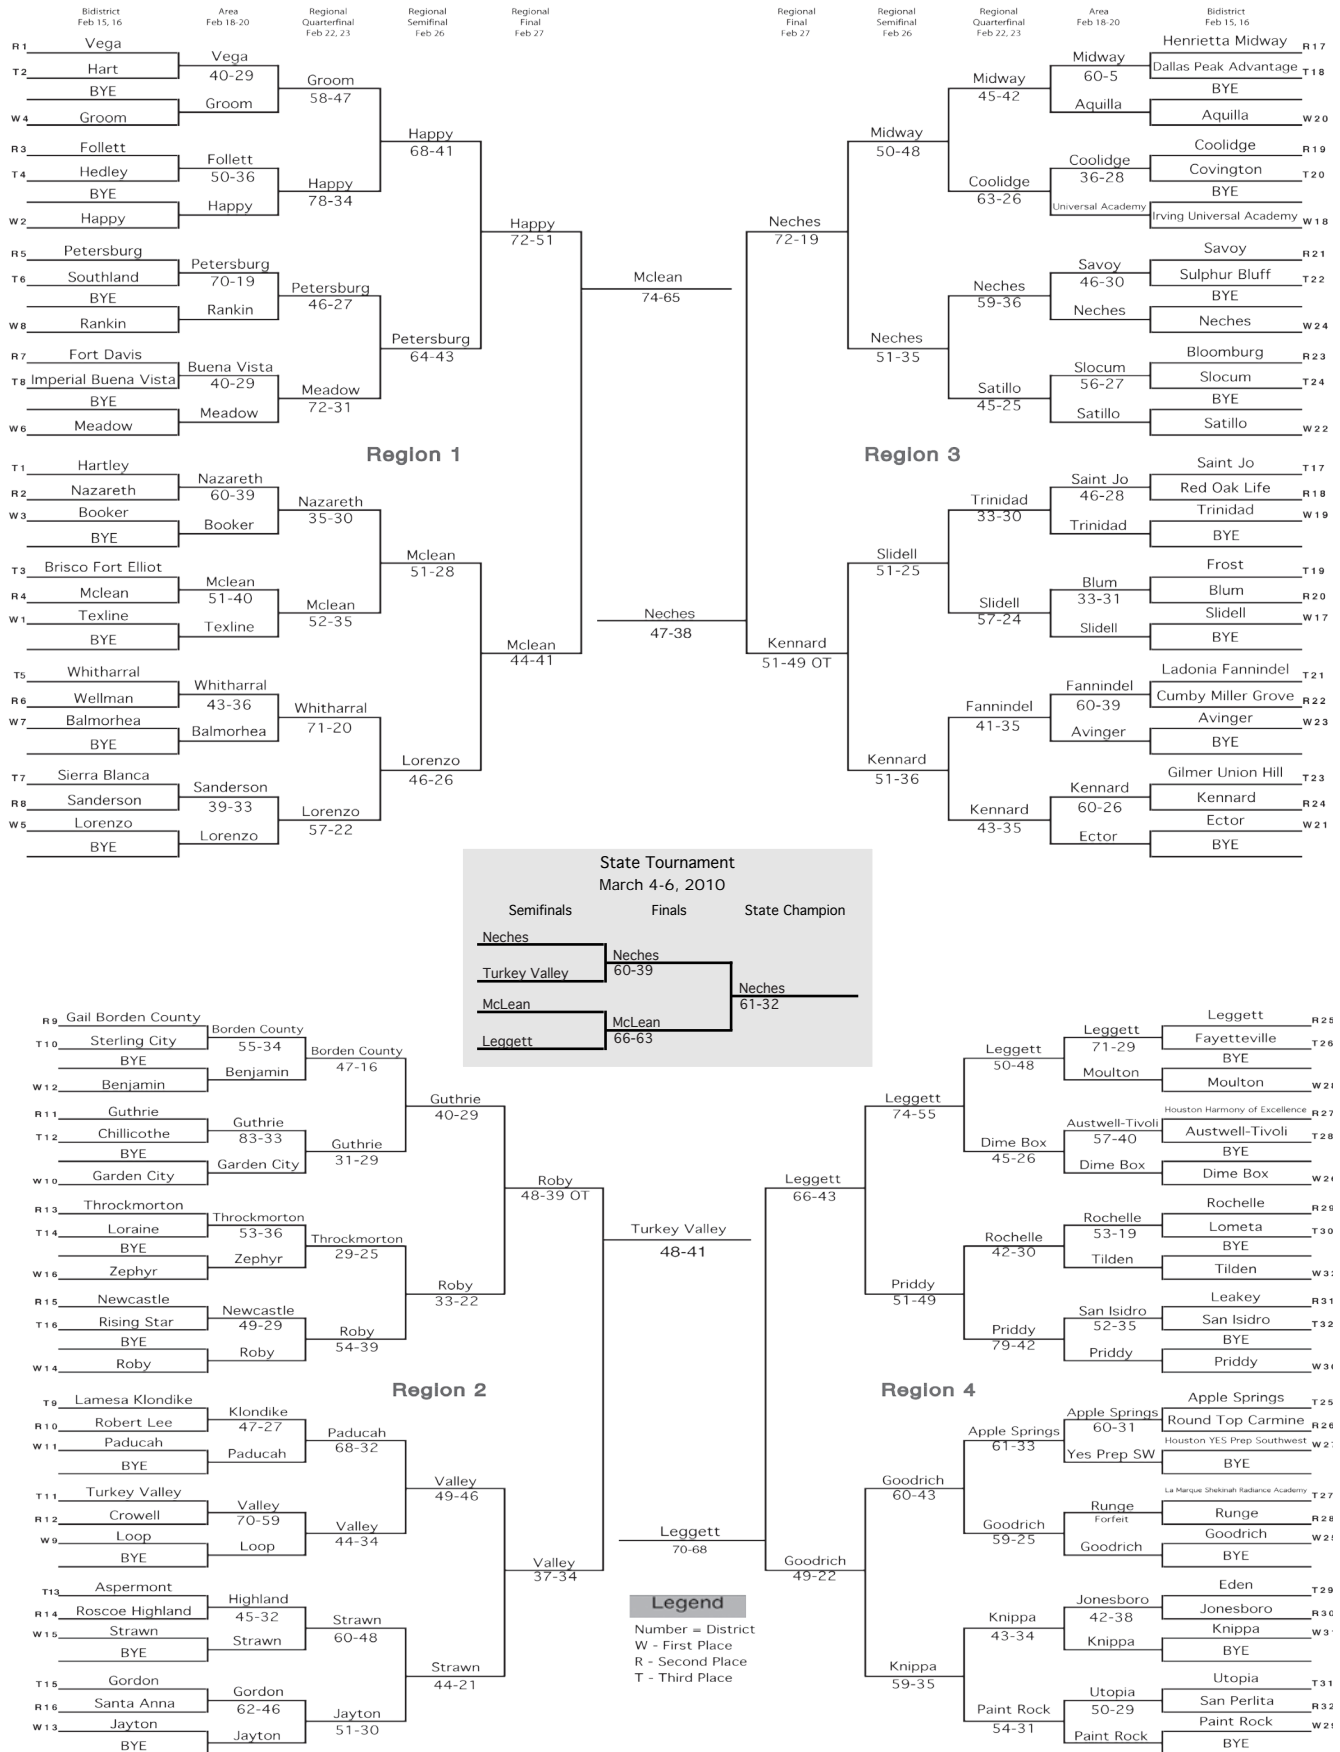 Bidistrict
Feb 15, 16
Area
Feb 18-20
Regional
Quarterfinal
Feb 22, 23
Regional
Semifinal
Feb 26
Regional
Final
Feb 27
Regional
Final
Feb 27
Regional
Semifinal
Feb 26
Regional
Quarterfinal
Feb 22, 23
Area
Feb 18-20
Bidistrict
Feb 15, 16
R1 Vega
T2 Hart
BYE
W4 Groom
R3 Follett
T4 Hedley
BYE
W2 Happy
R5 Petersburg
T6 Southland
BYE
W8 Rankin
R7 Fort Davis
T8 Imperial Buena Vista
BYE
W6 Meadow
Vega
40-29
Groom
Follett
50-36
Happy
Petersburg
70-19
Rankin
Buena Vista
40-29
Meadow
Groom
58-47
Happy
78-34
Petersburg
46-27
Meadow
72-31
Happy
68-41
Petersburg
64-43
Happy
72-51
Region 1
T1 Hartley
R2 Nazareth
W3 Booker
BYE
T3 Brisco Fort Elliot
R4 Mclean
W1 Texline
BYE
T5 Whitharral
R6 Wellman
W7 Balmorhea
BYE
T7 Sierra Blanca
R8 Sanderson
W5 Lorenzo
BYE
Nazareth
60-39
Booker
Mclean
51-40
Texline
Whitharral
43-36
Balmorhea
Sanderson
39-33
Lorenzo
Nazareth
35-30
Mclean
52-35
Whitharral
71-20
Lorenzo
57-22
Mclean
51-28
Lorenzo
46-26
Mclean
44-41
Mclean
74-65
Henrietta Midway R17
Dallas Peak Advantage T18
BYE
Aquilla W20
Coolidge R19
Covington T20
BYE
Irving Universal Academy W18
Savoy R21
Sulphur Bluff T22
BYE
Neches W24
Bloomburg R23
Slocum T24
BYE
Satillo W22
Midway
60-5
Aquilla
Coolidge
36-28
Universal Academy
Savoy
46-30
Neches
Slocum
56-27
Satillo
Midway
45-42
Coolidge
63-26
Neches
59-36
Satillo
45-25
Midway
50-48
Neches
51-35
Neches
72-19
Region 3
Saint Jo T17
Red Oak Life R18
Trinidad W19
BYE
Frost T19
Blum R20
Slidell W17
BYE
Ladonia Fannindel T21
Cumby Miller Grove R22
Avinger W23
BYE
Gilmer Union Hill T23
Kennard R24
Ector W21
BYE
Saint Jo
46-28
Trinidad
Blum
33-31
Slidell
Fannindel
60-39
Avinger
Kennard
60-26
Ector
Trinidad
33-30
Slidell
57-24
Fannindel
41-35
Kennard
43-35
Slidell
51-25
Kennard
51-36
Kennard
51-49 OT
Neches
47-38
State Tournament
March 4-6, 2010
Semifinals Finals State Champion
Neches
Turkey Valley
McLean
Leggett
Neches
60-39
McLean
66-63
Neches
61-32
R9 Gail Borden County
T10 Sterling City
BYE
W12 Benjamin
R11 Guthrie
T12 Chillicothe
BYE
W10 Garden City
R13 Throckmorton
T14 Loraine
BYE
W16 Zephyr
R15 Newcastle
T16 Rising Star
BYE
W14 Roby
Borden County
55-34
Benjamin
Guthrie
83-33
Garden City
Throckmorton
53-36
Zephyr
Newcastle
49-29
Roby
Borden County
47-16
Guthrie
31-29
Throckmorton
29-25
Roby
54-39
Guthrie
40-29
Roby
33-22
Roby
48-39 OT
Region 2
T9 Lamesa Klondike
R10 Robert Lee
W11 Paducah
BYE
T11 Turkey Valley
R12 Crowell
W9 Loop
BYE
T13 Aspermont
R14 Roscoe Highland
W15 Strawn
BYE
T15 Gordon
R16 Santa Anna
W13 Jayton
BYE
Klondike
47-27
Paducah
Valley
70-59
Loop
Highland
45-32
Strawn
Gordon
62-46
Jayton
Paducah
68-32
Valley
44-34
Strawn
60-48
Jayton
51-30
Valley
49-46
Strawn
44-21
Valley
37-34
Turkey Valley
48-41
Leggett R25
Fayetteville T26
BYE
Moulton W28
Houston Harmony of Excellence R27
Austwell-Tivoli T28
BYE
Dime Box W26
Rochelle R29
Lometa T30
BYE
Tilden W32
Leakey R31
San Isidro T32
BYE
Priddy W30
Leggett
71-29
Moulton
Austwell-Tivoli
57-40
Dime Box
Rochelle
53-19
Tilden
San Isidro
52-35
Priddy
Leggett
50-48
Dime Box
45-26
Rochelle
42-30
Priddy
79-42
Leggett
74-55
Priddy
51-49
Leggett
66-43
Region 4
Apple Springs T25
Round Top Carmine R26
Houston YES Prep Southwest W27
BYE
La Marque Shekinah Radiance Academy T27
Runge R28
Goodrich W25
BYE
Eden T29
Jonesboro R30
Knippa W31
BYE
Utopia T31
San Perlita R32
Paint Rock W29
BYE
Apple Springs
60-31
Yes Prep SW
Runge
Forfeit
Goodrich
Jonesboro
42-38
Knippa
Utopia
50-29
Paint Rock
Apple Springs
61-33
Goodrich
59-25
Knippa
43-34
Paint Rock
54-31
Goodrich
60-43
Knippa
59-35
Goodrich
49-22
Leggett
70-68
Legend
Number = District
W - First Place
R - Second Place
T - Third Place